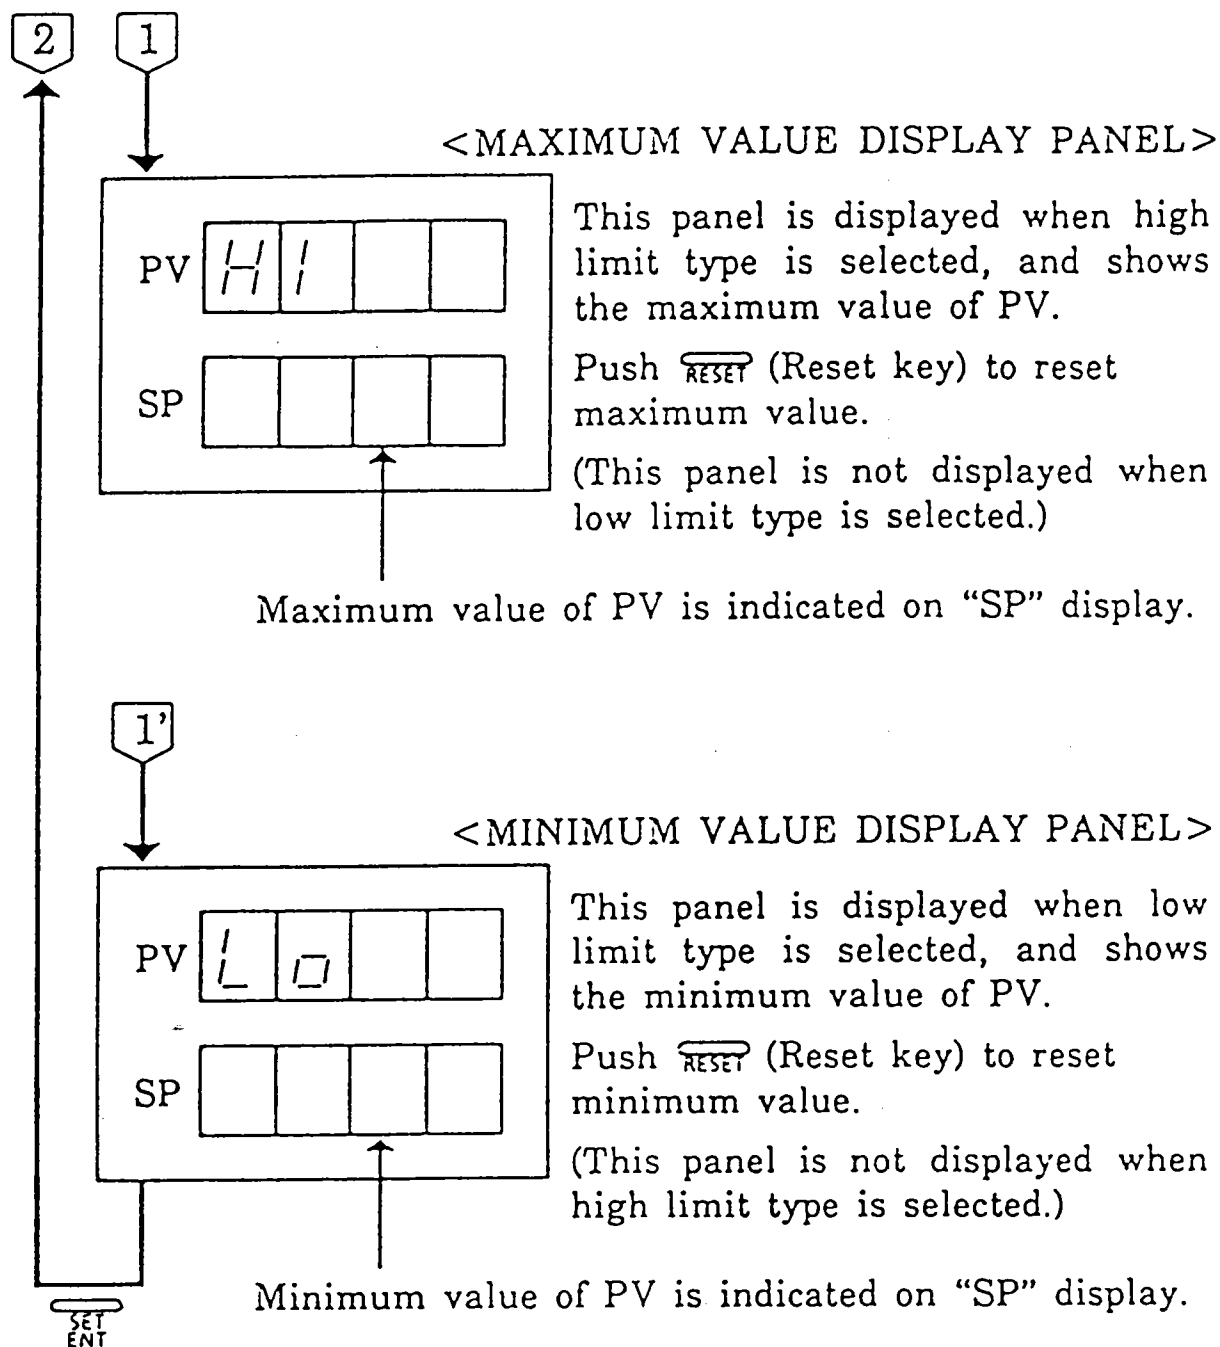 2 1
<MAXIMUM VALUE DISPLAY PANEL>
PV HI
SP
This panel is displayed when high
limit type is selected, and shows
the maximum value of PV.
Push RESET (Reset key) to reset
maximum value.
(This panel is not displayed when
low limit type is selected.)
Maximum value of PV is indicated on “SP” display.
1’
<MINIMUM VALUE DISPLAY PANEL>
PV Lo
SP
This panel is displayed when low
limit type is selected, and shows
the minimum value of PV.
Push RESET (Reset key) to reset
minimum value.
(This panel is not displayed when
high limit type is selected.)
Minimum value of PV is indicated on “SP” display.
SET
ENT